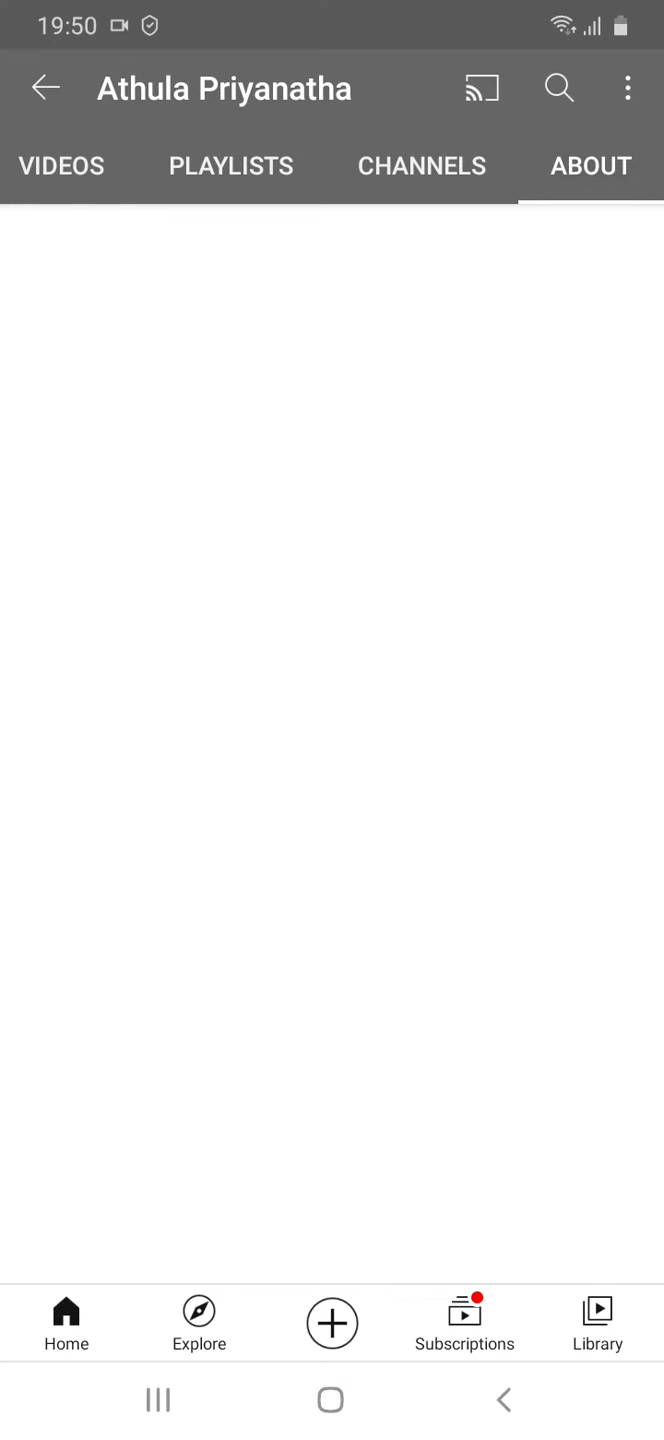 19:50
Athula Priyanatha
VIDEOS PLAYLISTS CHANNELS ABOUT
Home Explore Subscriptions Library